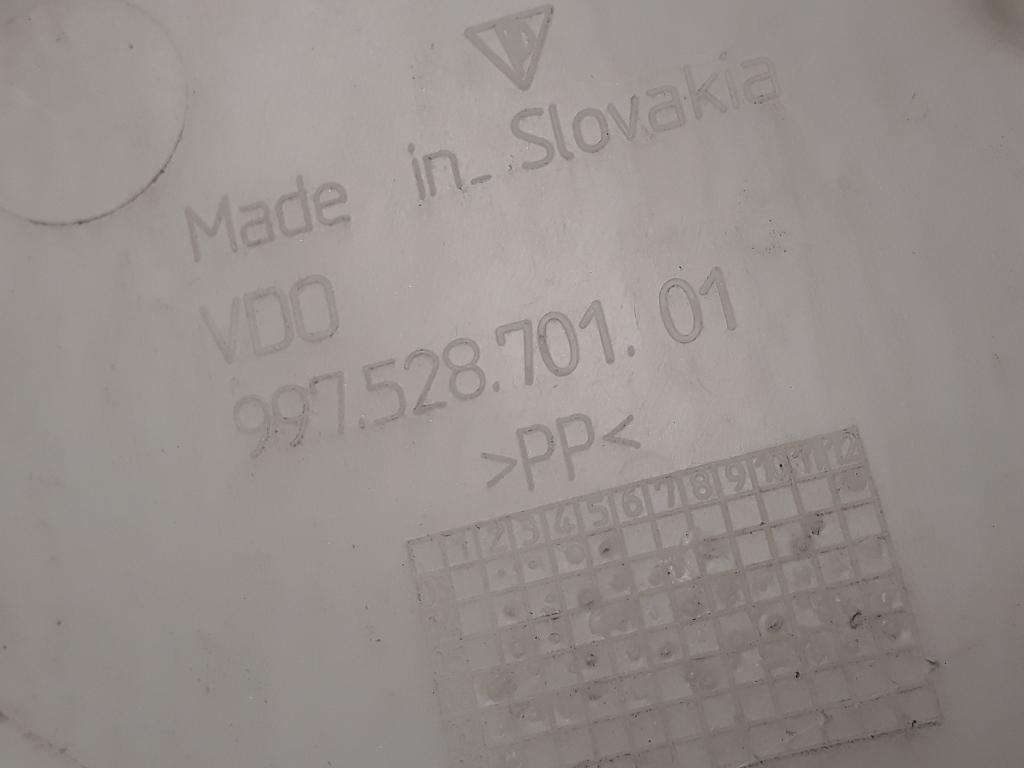 Made in_ Slovakia
VDO
997.528.701. 01
>PP<
1 2 3 4 5 6 7 8 9 10 11 12